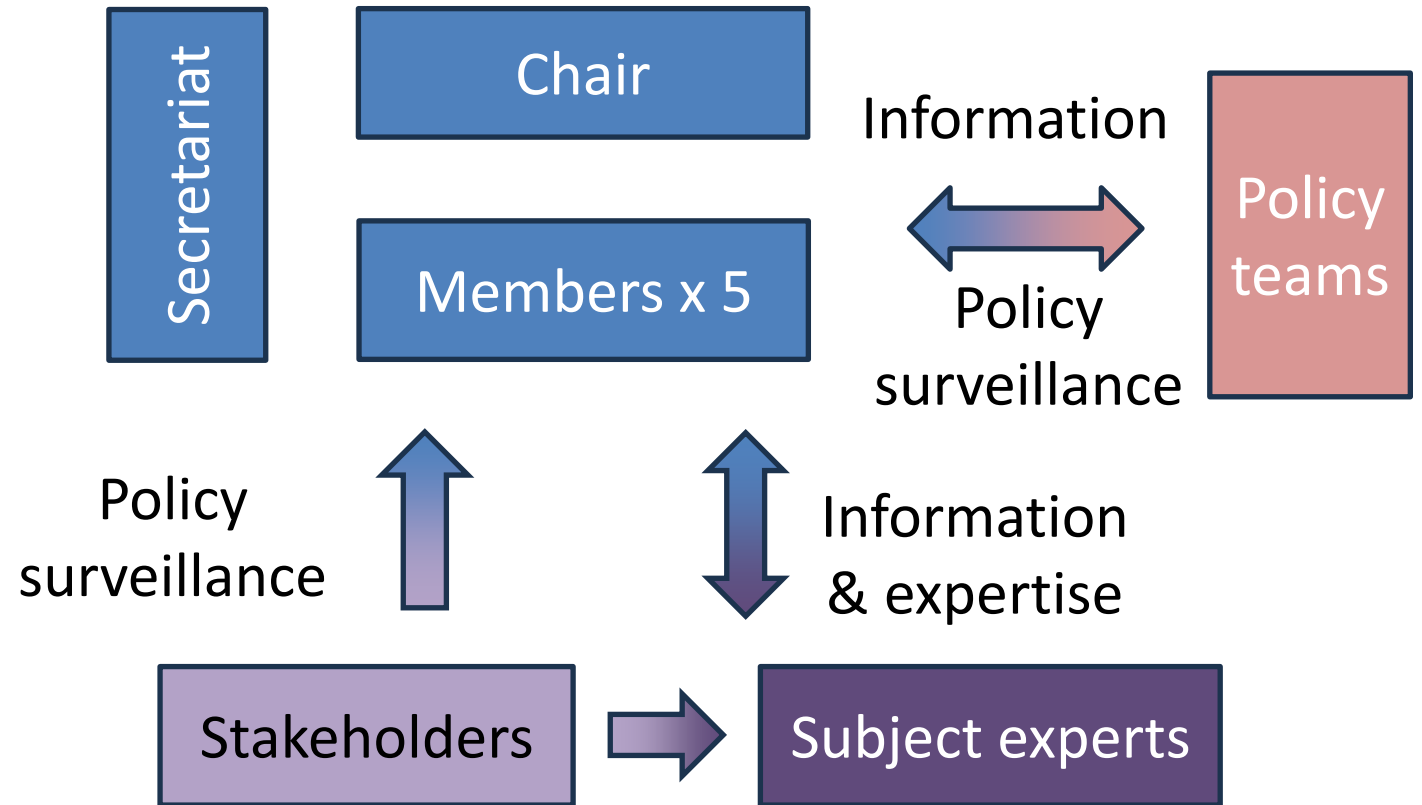 Secretariat
Chair
Members x 5
Information
Policy
surveillance
Policy
teams
Policy
surveillance
Information
& expertise
Stakeholders
Subject experts